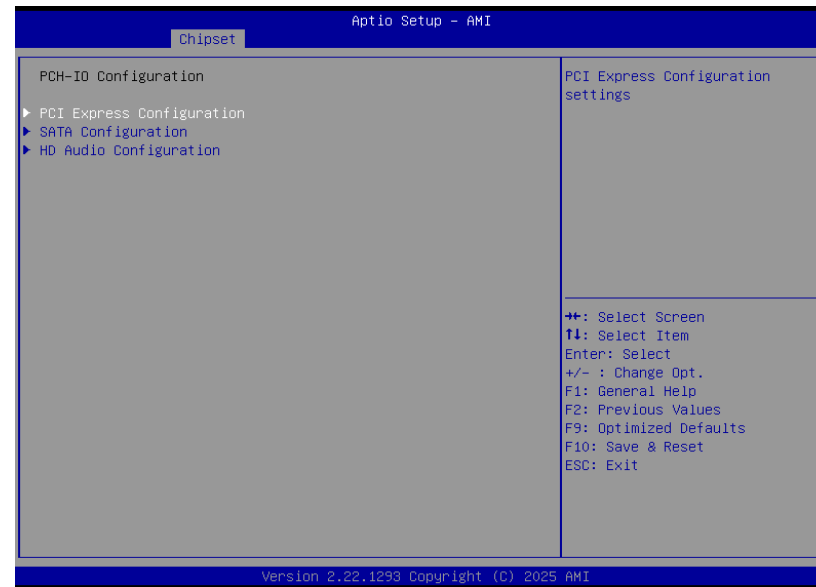 Aptio Setup – AMI
Chipset
PCH-IO Configuration
PCI Express Configuration
SATA Configuration
HD Audio Configuration
PCI Express Configuration
settings
→←: Select Screen
↑↓: Select Item
Enter: Select
+/- : Change Opt.
F1: General Help
F2: Previous Values
F9: Optimized Defaults
F10: Save & Reset
ESC: Exit
Version 2.22.1293 Copyright (C) 2025 AMI